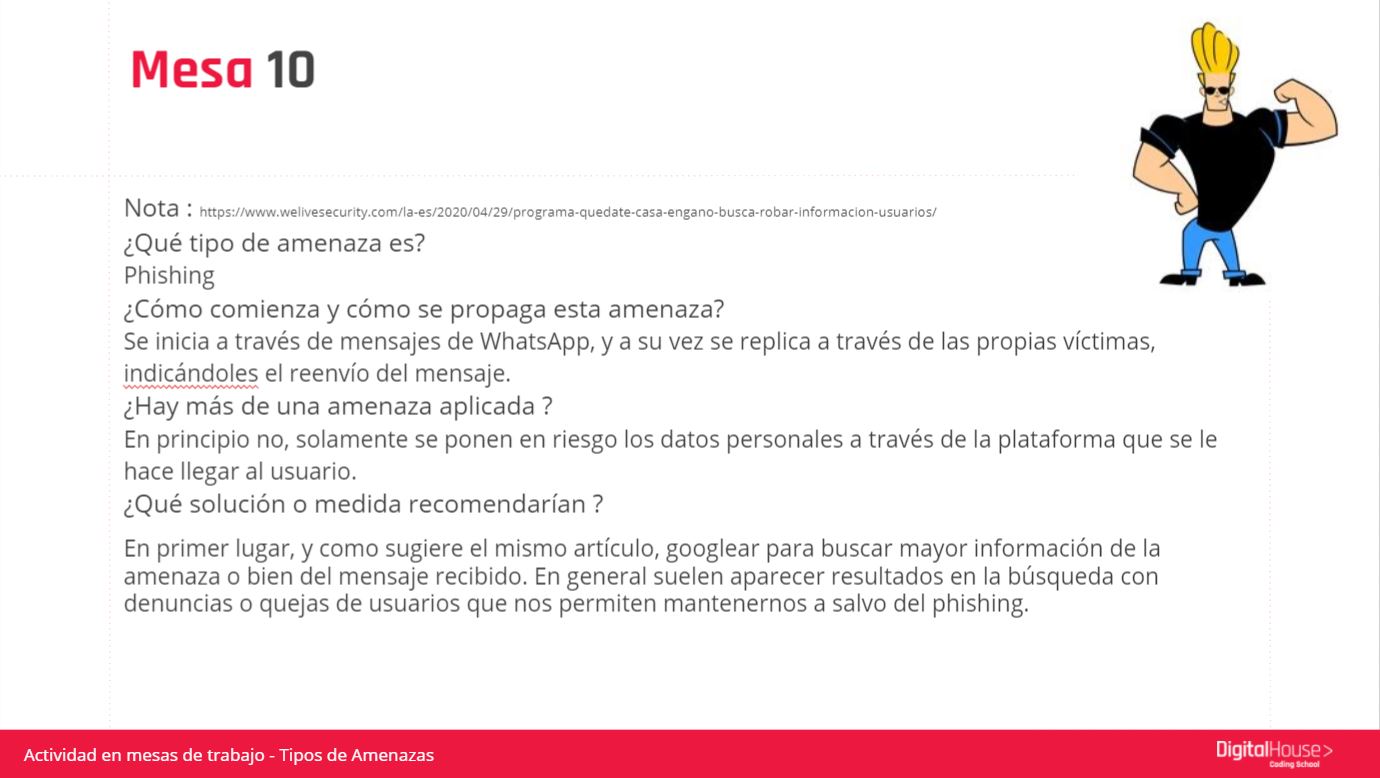 Mesa 10
Nota : https://www.welivesecurity.com/la-es/2020/04/29/programa-quedate-casa-engano-busca-robar-informacion-usuarios/
¿Qué tipo de amenaza es?
Phishing
¿Cómo comienza y cómo se propaga esta amenaza?
Se inicia a través de mensajes de WhatsApp, y a su vez se replica a través de las propias víctimas,
indicándoles el reenvío del mensaje.
¿Hay más de una amenaza aplicada ?
En principio no, solamente se ponen en riesgo los datos personales a través de la plataforma que se le
hace llegar al usuario.
¿Qué solución o medida recomendarían ?
En primer lugar, y como sugiere el mismo artículo, googlear para buscar mayor información de la
amenaza o bien del mensaje recibido. En general suelen aparecer resultados en la búsqueda con
denuncias o quejas de usuarios que nos permiten mantenernos a salvo del phishing.
Actividad en mesas de trabajo - Tipos de Amenazas
DigitalHouse>
Coding School